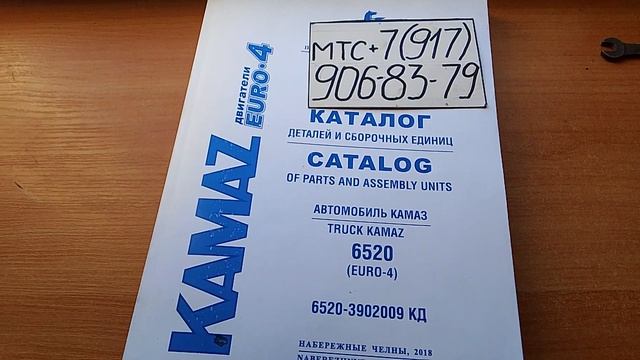 МТС +7(917)
906-83-79
КАТАЛОГ
ДЕТАЛЕЙ И СБОРОЧНЫХ ЕДИНИЦ
CATALOG
OF PARTS AND ASSEMBLY UNITS
АВТОМОБИЛЬ КАМАЗ
TRUCK KAMAZ
6520
(EURO-4)
6520-3902009 КД
НАБЕРЕЖНЫЕ ЧЕЛНЫ, 2018
KAMAZ
двигатели
EURO-4